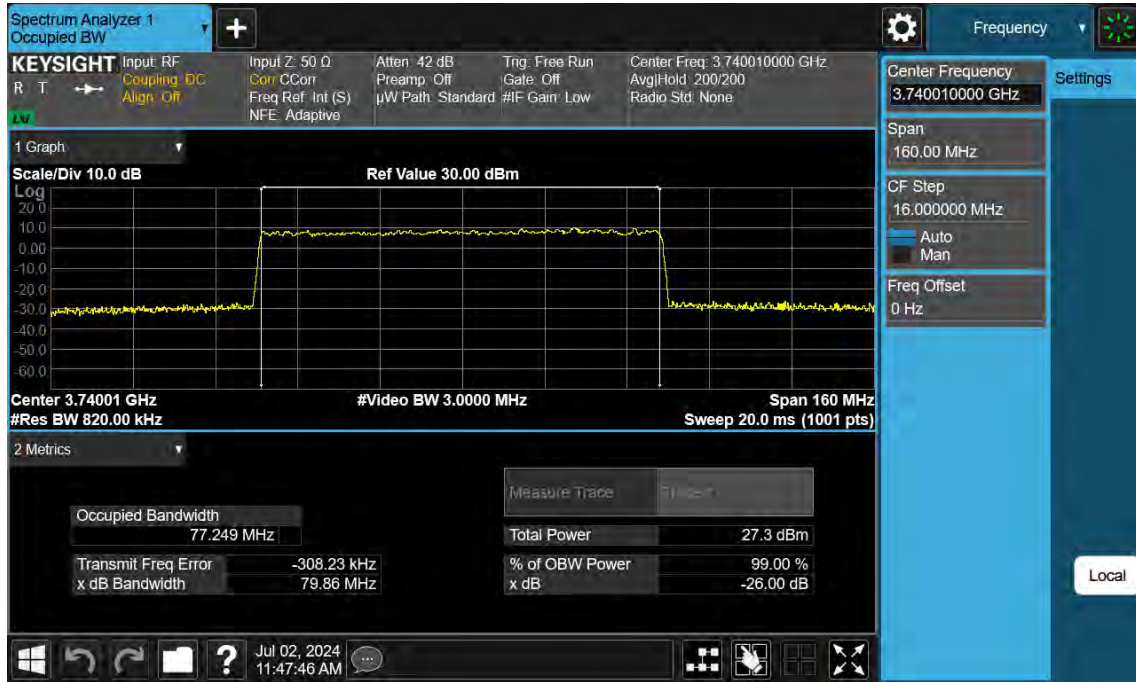 Spectrum Analyzer 1
Occupied BW
Frequency
KEYSIGHT
R T
Input: RF
Coupling: DC
Align: Off
Input Z: 50 Ω
Corr CCorr
Freq Ref: Int (S)
NFE: Adaptive
Atten: 42 dB
Preamp: Off
µW Path: Standard
Trig: Free Run
Gate: Off
#IF Gain: Low
Center Freq: 3.740010000 GHz
Avg|Hold: 200/200
Radio Std: None
Center Frequency
3.740010000 GHz
Settings
Span
160.00 MHz
CF Step
16.000000 MHz
Auto
Man
Freq Offset
0 Hz
Local
1 Graph
Scale/Div 10.0 dB
Ref Value 30.00 dBm
Log
20.0
10.0
0.00
-10.0
-20.0
-30.0
-40.0
-50.0
-60.0
Center 3.74001 GHz
#Video BW 3.0000 MHz
Span 160 MHz
#Res BW 820.00 kHz
Sweep 20.0 ms (1001 pts)
2 Metrics
Measure Trace
Occupied Bandwidth
77.249 MHz
Total Power 27.3 dBm
Transmit Freq Error -308.23 kHz
% of OBW Power 99.00 %
x dB Bandwidth 79.86 MHz
x dB -26.00 dB
?
Jul 02, 2024
11:47:46 AM